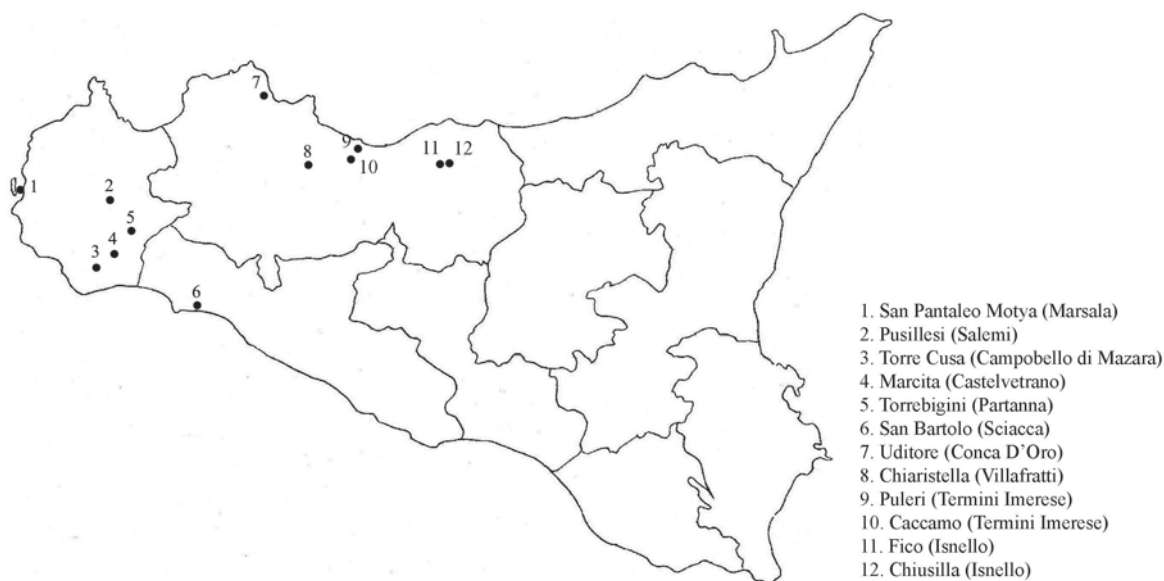 7
9
8
10
11
12
1
2
5
4
3
6
1. San Pantaleo Motya (Marsala)
2. Pusillesi (Salemi)
3. Torre Cusa (Campobello di Mazara)
4. Marcita (Castelvetrano)
5. Torrebigini (Partanna)
6. San Bartolo (Sciacca)
7. Uditore (Conca D'Oro)
8. Chiaristella (Villafratti)
9. Puleri (Termini Imerese)
10. Caccamo (Termini Imerese)
11. Fico (Isnello)
12. Chiusilla (Isnello)